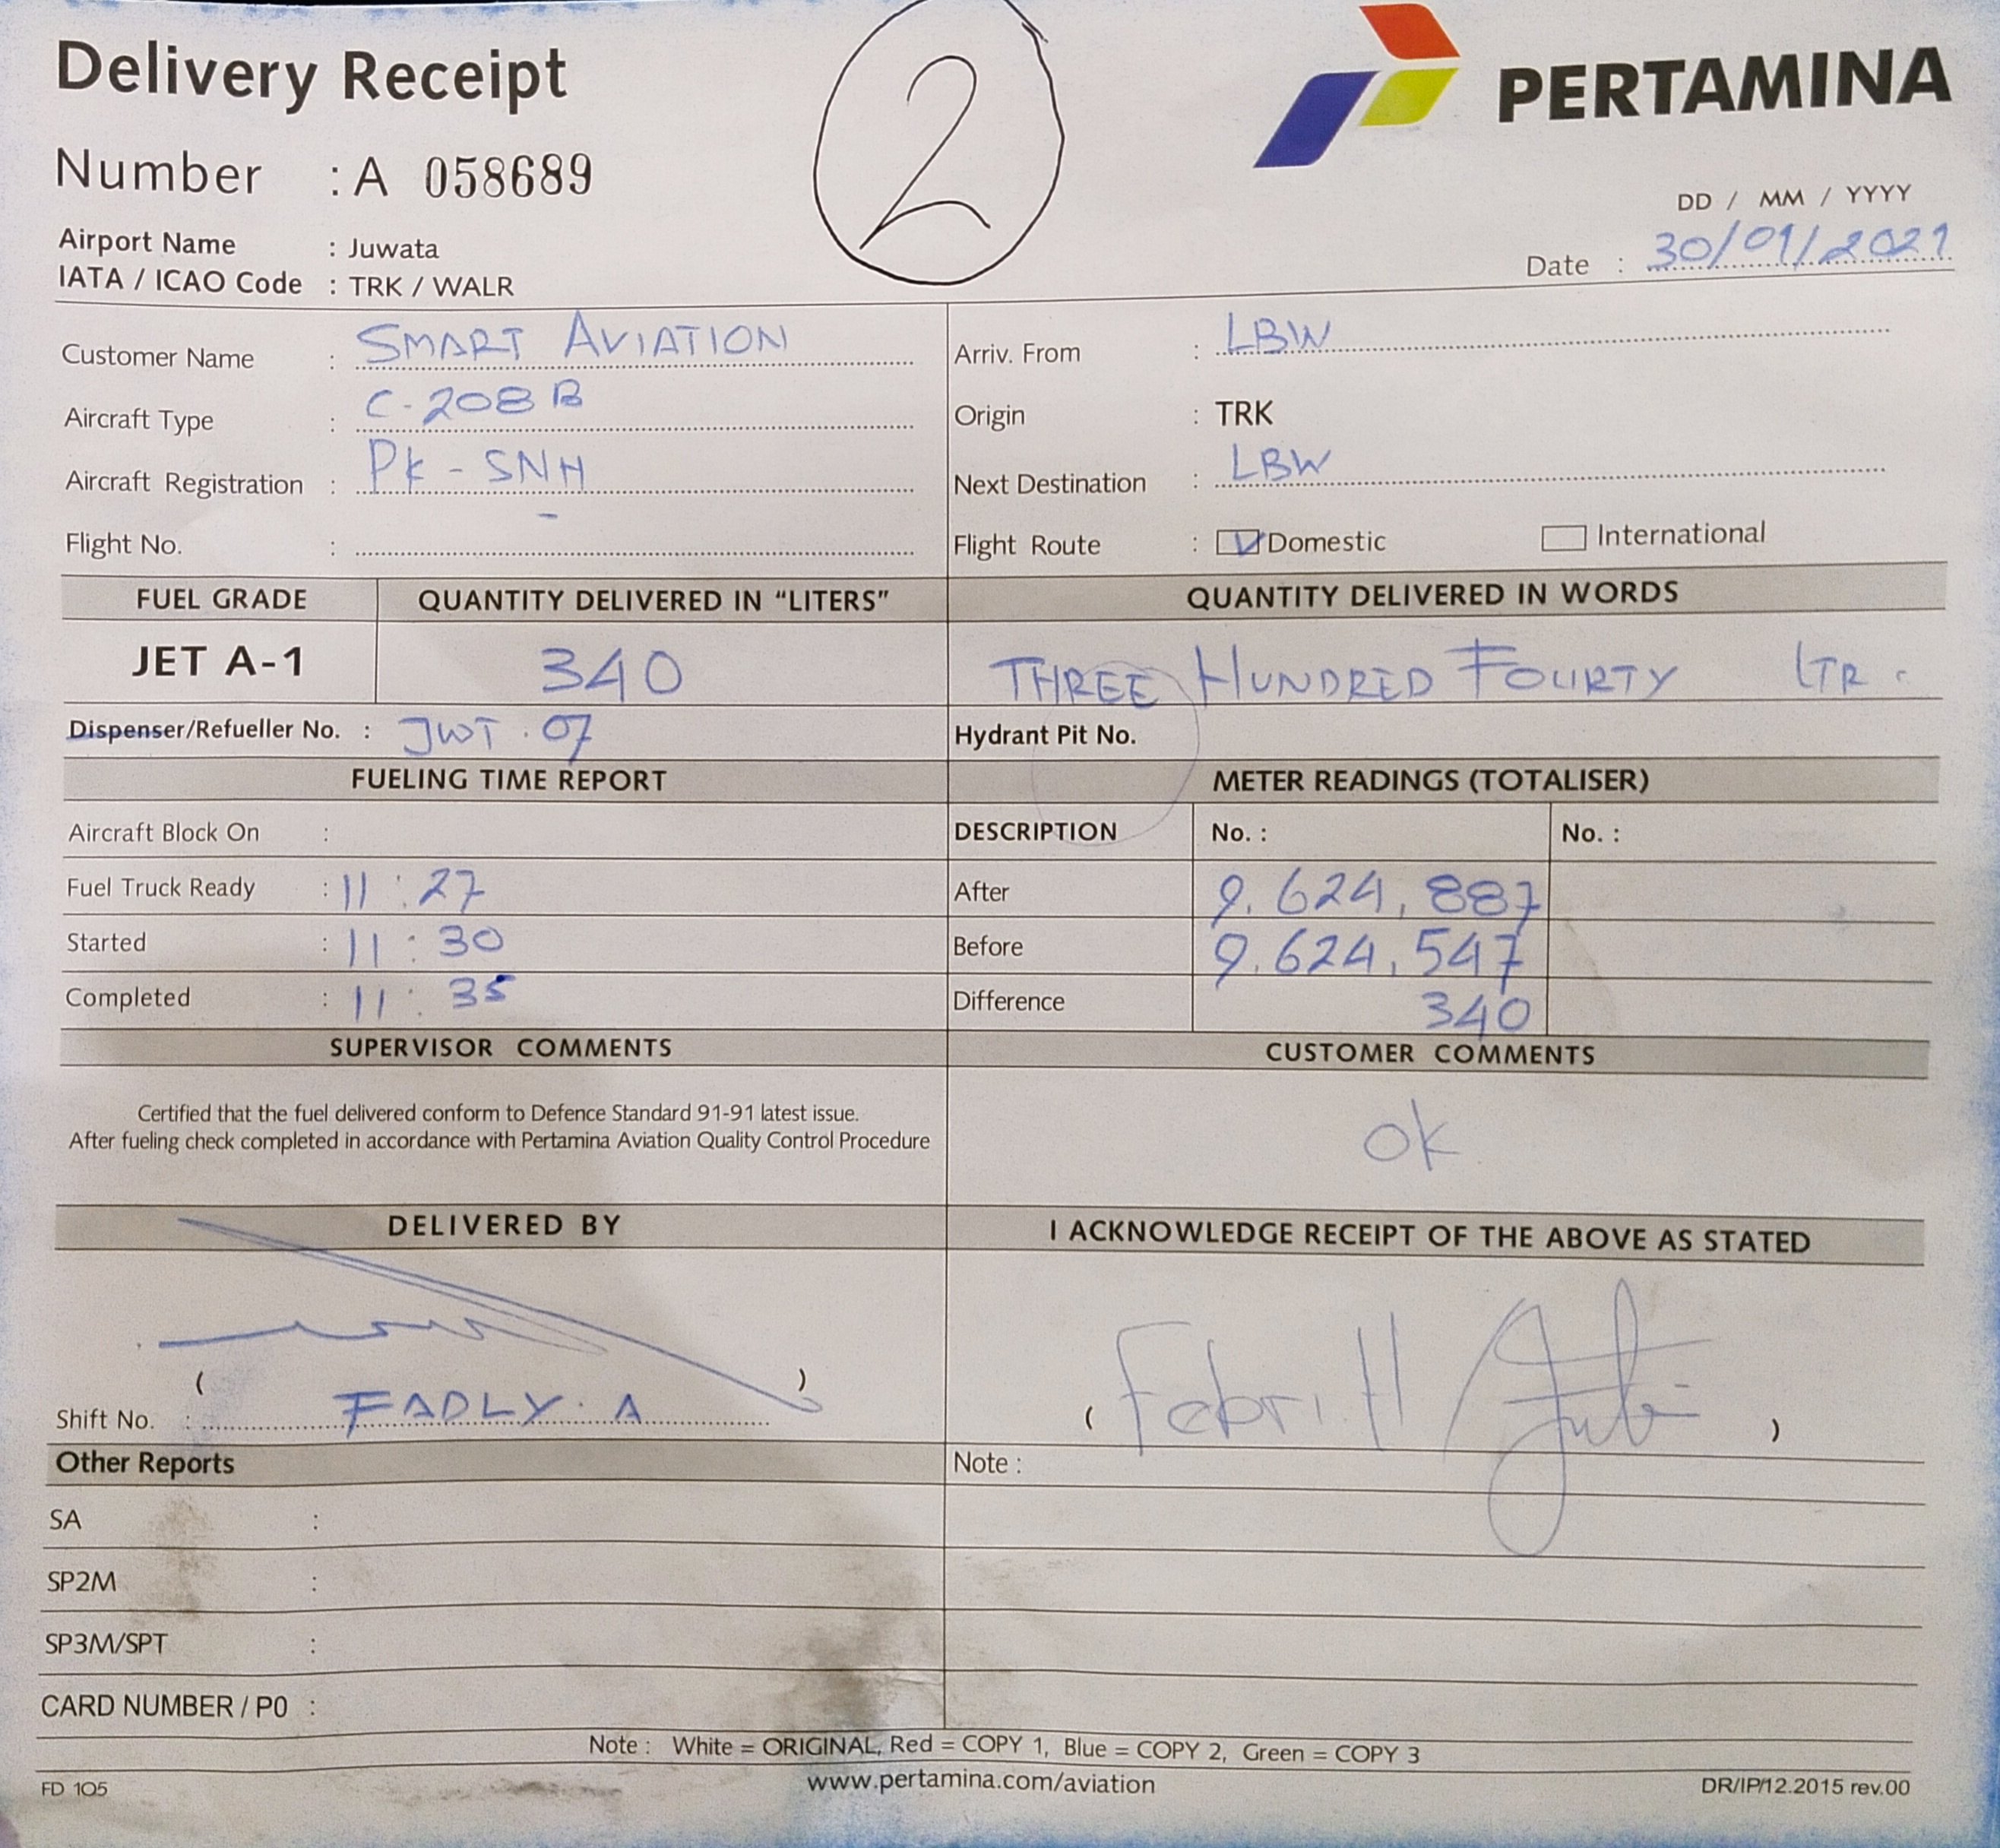 Delivery Receipt
2
PERTAMINA
Number : A 058689
DD / MM / YYYY
Date : 30/01/2021
Airport Name : Juwata
IATA / ICAO Code : TRK / WALR
Customer Name : SMART AVIATION
Arriv. From : LBW
Aircraft Type : C-208 B
Origin : TRK
Aircraft Registration : PK - SNH
Next Destination : LBW
Flight No. : -
Flight Route : Domestic International
FUEL GRADE QUANTITY DELIVERED IN “LITERS” QUANTITY DELIVERED IN WORDS
JET A-1 340 THREE HUNDRED FOURTY LTR.
Dispenser/Refueller No. : JWT . 07
Hydrant Pit No.
FUELING TIME REPORT METER READINGS (TOTALISER)
Aircraft Block On :
DESCRIPTION No. : No. :
Fuel Truck Ready : 11 : 27
After 9.624,887
Started : 11 : 30
Before 9.624,547
Completed : 11 : 35
Difference 340
SUPERVISOR COMMENTS CUSTOMER COMMENTS
Certified that the fuel delivered conform to Defence Standard 91-91 latest issue.
After fueling check completed in accordance with Pertamina Aviation Quality Control Procedure
ok
DELIVERED BY I ACKNOWLEDGE RECEIPT OF THE ABOVE AS STATED
( )
Shift No. : FADLY. A
( )
Other Reports Note :
SA :
SP2M :
SP3M/SPT :
CARD NUMBER / P0 :
Note : White = ORIGINAL, Red = COPY 1, Blue = COPY 2, Green = COPY 3
FD 105 www.pertamina.com/aviation DR/IP/12.2015 rev.00